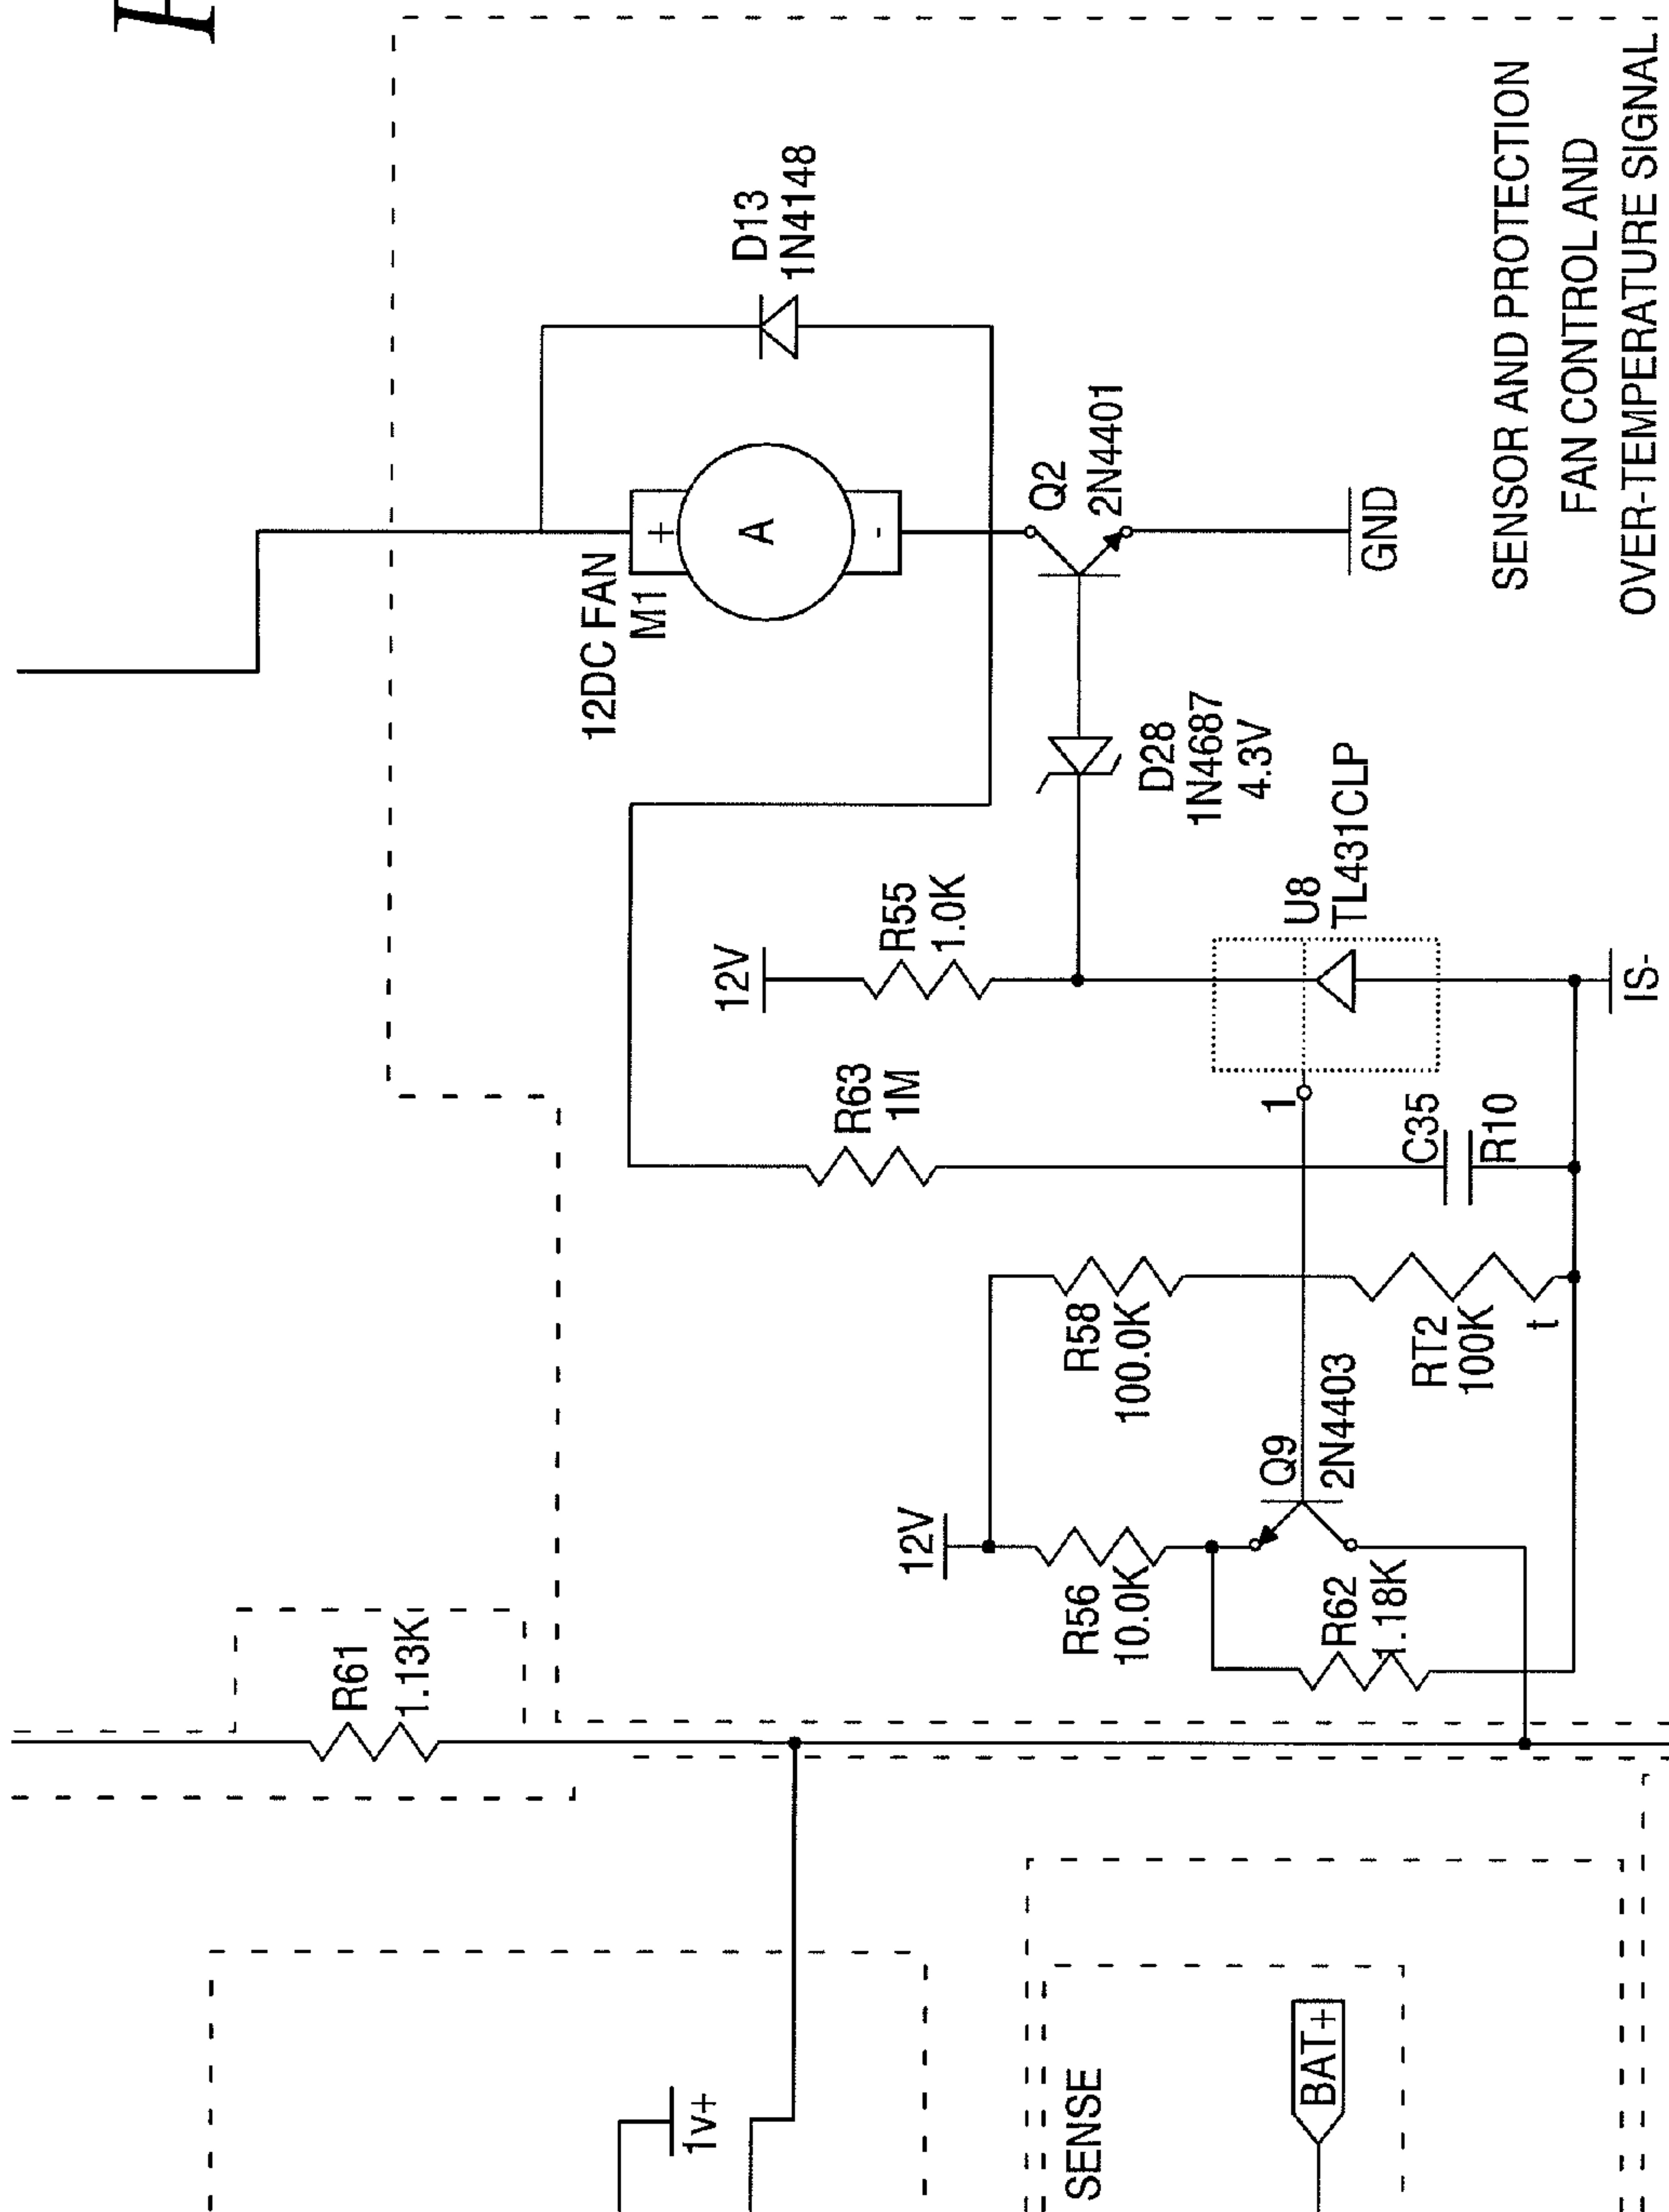 12DC FAN
M1
+
A
-
D13
1N4148
Q2
2N4401
GND
D28
1N4687
4.3V
12V
R55
1.0K
U8
TL431CLP
IS-
R63
1M
1
C35
R10
R58
100.0K
RT2
100K
t
12V
R56
10.0K
Q9
2N4403
R62
1.18K
R61
1.13K
1v+
SENSE
BAT+
SENSOR AND PROTECTION
FAN CONTROL AND
OVER-TEMPERATURE SIGNAL